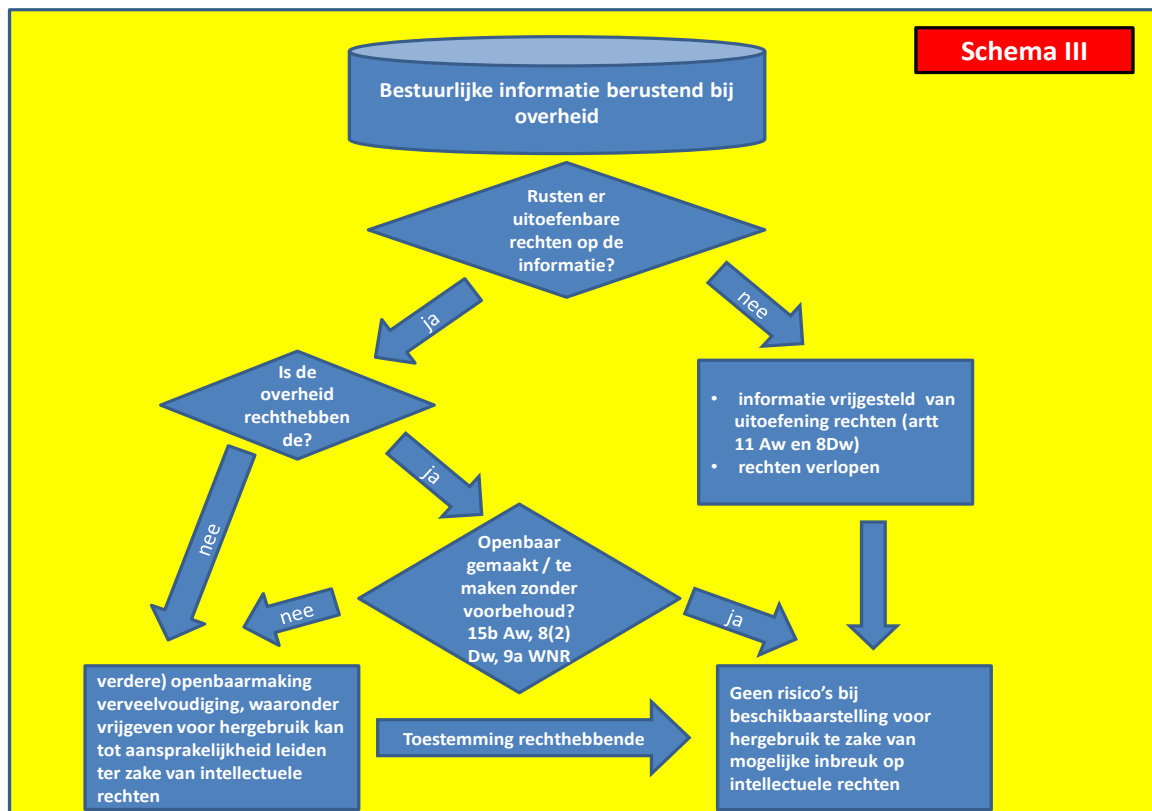 Schema III
Bestuurlijke informatie berustend bij
overheid
Rusten er
uitoefenbare
rechten op de
informatie?
ja
nee
Is de
overheid
rechthebben
de?
• informatie vrijgesteld van
uitoefening rechten (artt
11 Aw en 8Dw)
• rechten verlopen
nee
ja
Openbaar
gemaakt / te
maken zonder
voorbehoud?
15b Aw, 8(2)
Dw, 9a WNR
nee
ja
verdere) openbaarmaking
verveelvoudiging, waaronder
vrijgeven voor hergebruik kan
tot aansprakelijkheid leiden
ter zake van intellectuele
rechten
Toestemming rechthebbende
Geen risico’s bij
beschikbaarstelling voor
hergebruik te zake van
mogelijke inbreuk op
intellectuele rechten